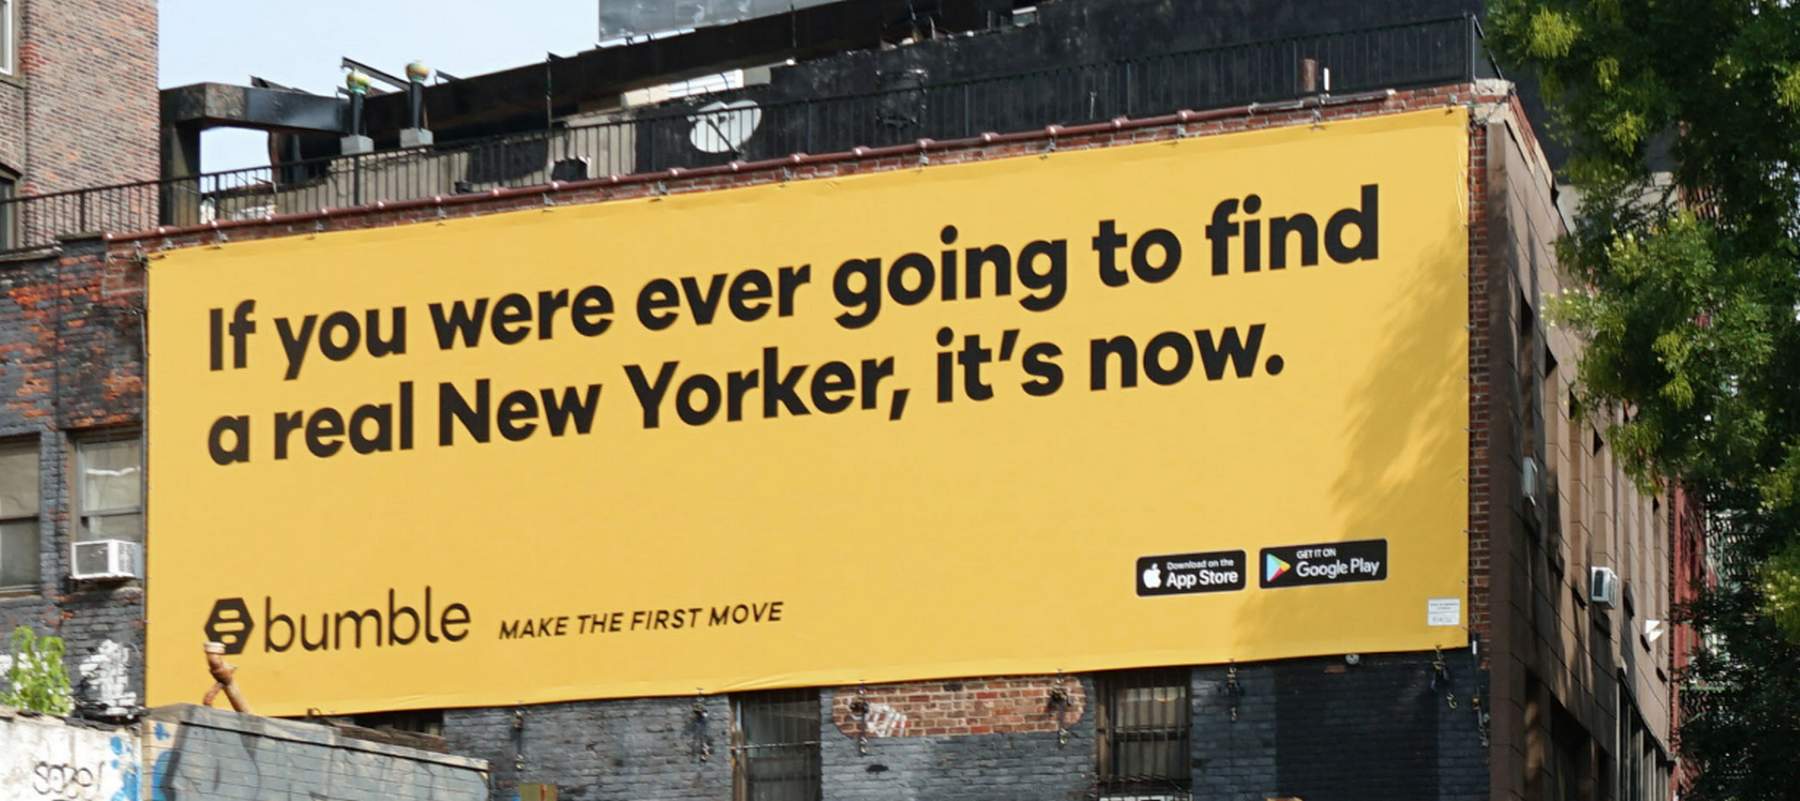 If you were ever going to find
a real New Yorker, it's now.
bumble MAKE THE FIRST MOVE
Download on the
App Store
GET IT ON
Google Play